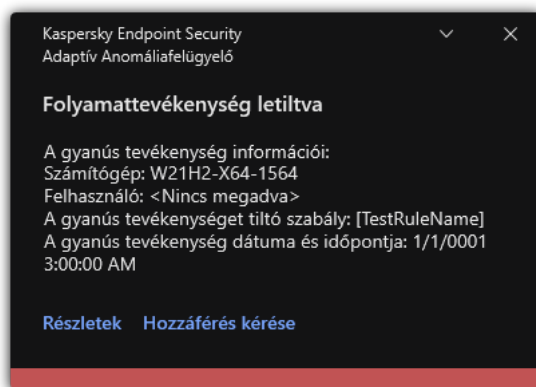 Kaspersky Endpoint Security
Adaptív Anomáliafelügyelő
Folyamattevékenység letiltva
A gyanús tevékenység információi:
Számítógép: W21H2-X64-1564
Felhasználó: <Nincs megadva>
A gyanús tevékenységet tiltó szabály: [TestRuleName]
A gyanús tevékenység dátuma és időpontja: 1/1/0001
3:00:00 AM
Részletek Hozzáférés kérése